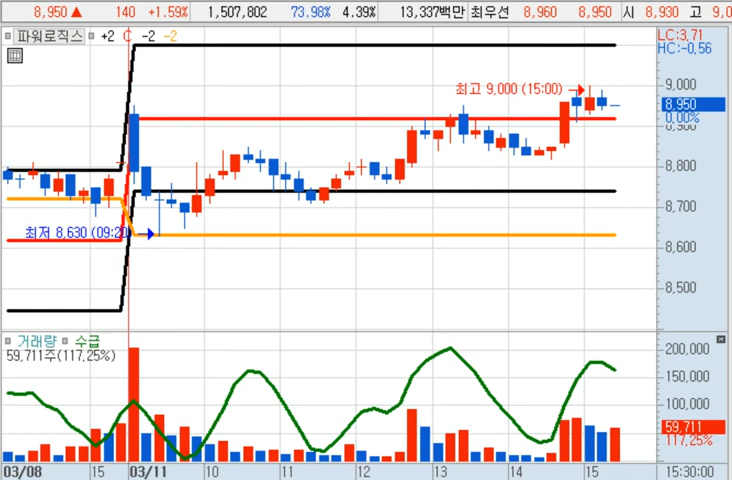 8,950 ▲ 140 +1.59% 1,507,802 73.98% 4.39% 13,337백만 최우선 8,960 8,950 시 8,930 고 9,0
파워로직스 +2 C -2 -2
LC:3.71
HC:-0.56
최고 9,000 (15:00)
9,000
8,950
0.00%
8,900
8,800
8,700
최저 8,630 (09:20)
8,600
8,500
거래량 수급
59,711주(117.25%)
200,000
150,000
100,000
59,711
117.25%
03/08 15 03/11 10 11 12 13 14 15 15:30:00